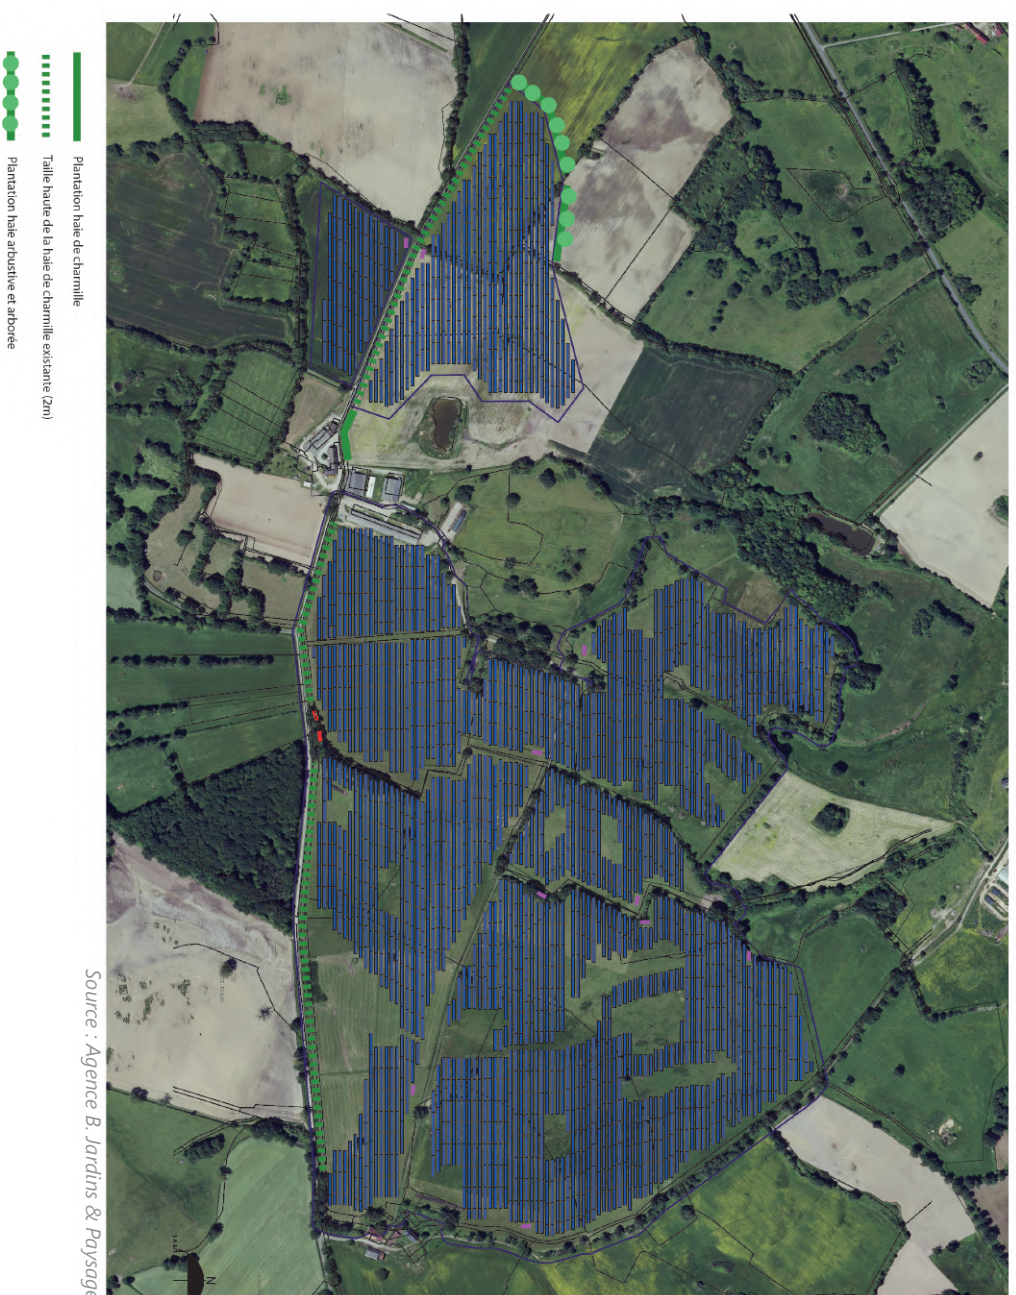 Plantation haie de charmille
Taille haute de la haie de charmille existante (2m)
Plantation haie arbustive et arborée
Source : Agence B. Jardins & Paysage
N